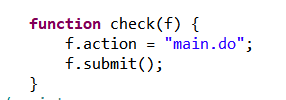 function check(f) {
    f.action = "main.do";
    f.submit();
}